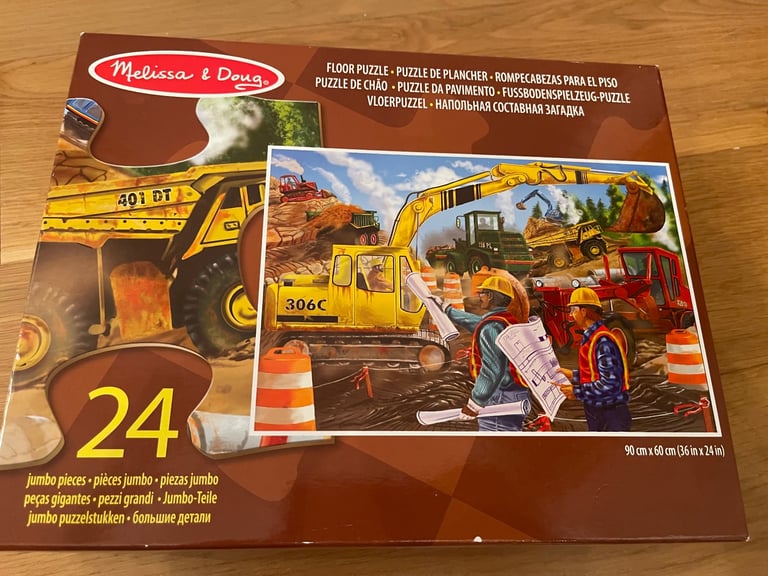 Melissa & Doug®
FLOOR PUZZLE • PUZZLE DE PLANCHER • ROMPECABEZAS PARA EL PISO
PUZZLE DE CHÃO • PUZZLE DA PAVIMENTO • FUSSBODENSPIELZEUG-PUZZLE
VLOERPUZZEL • НАПОЛЬНАЯ СОСТАВНАЯ ЗАГАДКА
401 DT
306C
24
90 cm x 60 cm (36 in x 24 in)
jumbo pieces • pièces jumbo • piezas jumbo
peças gigantes • pezzi grandi • Jumbo-Teile
jumbo puzzelstukken • большие детали